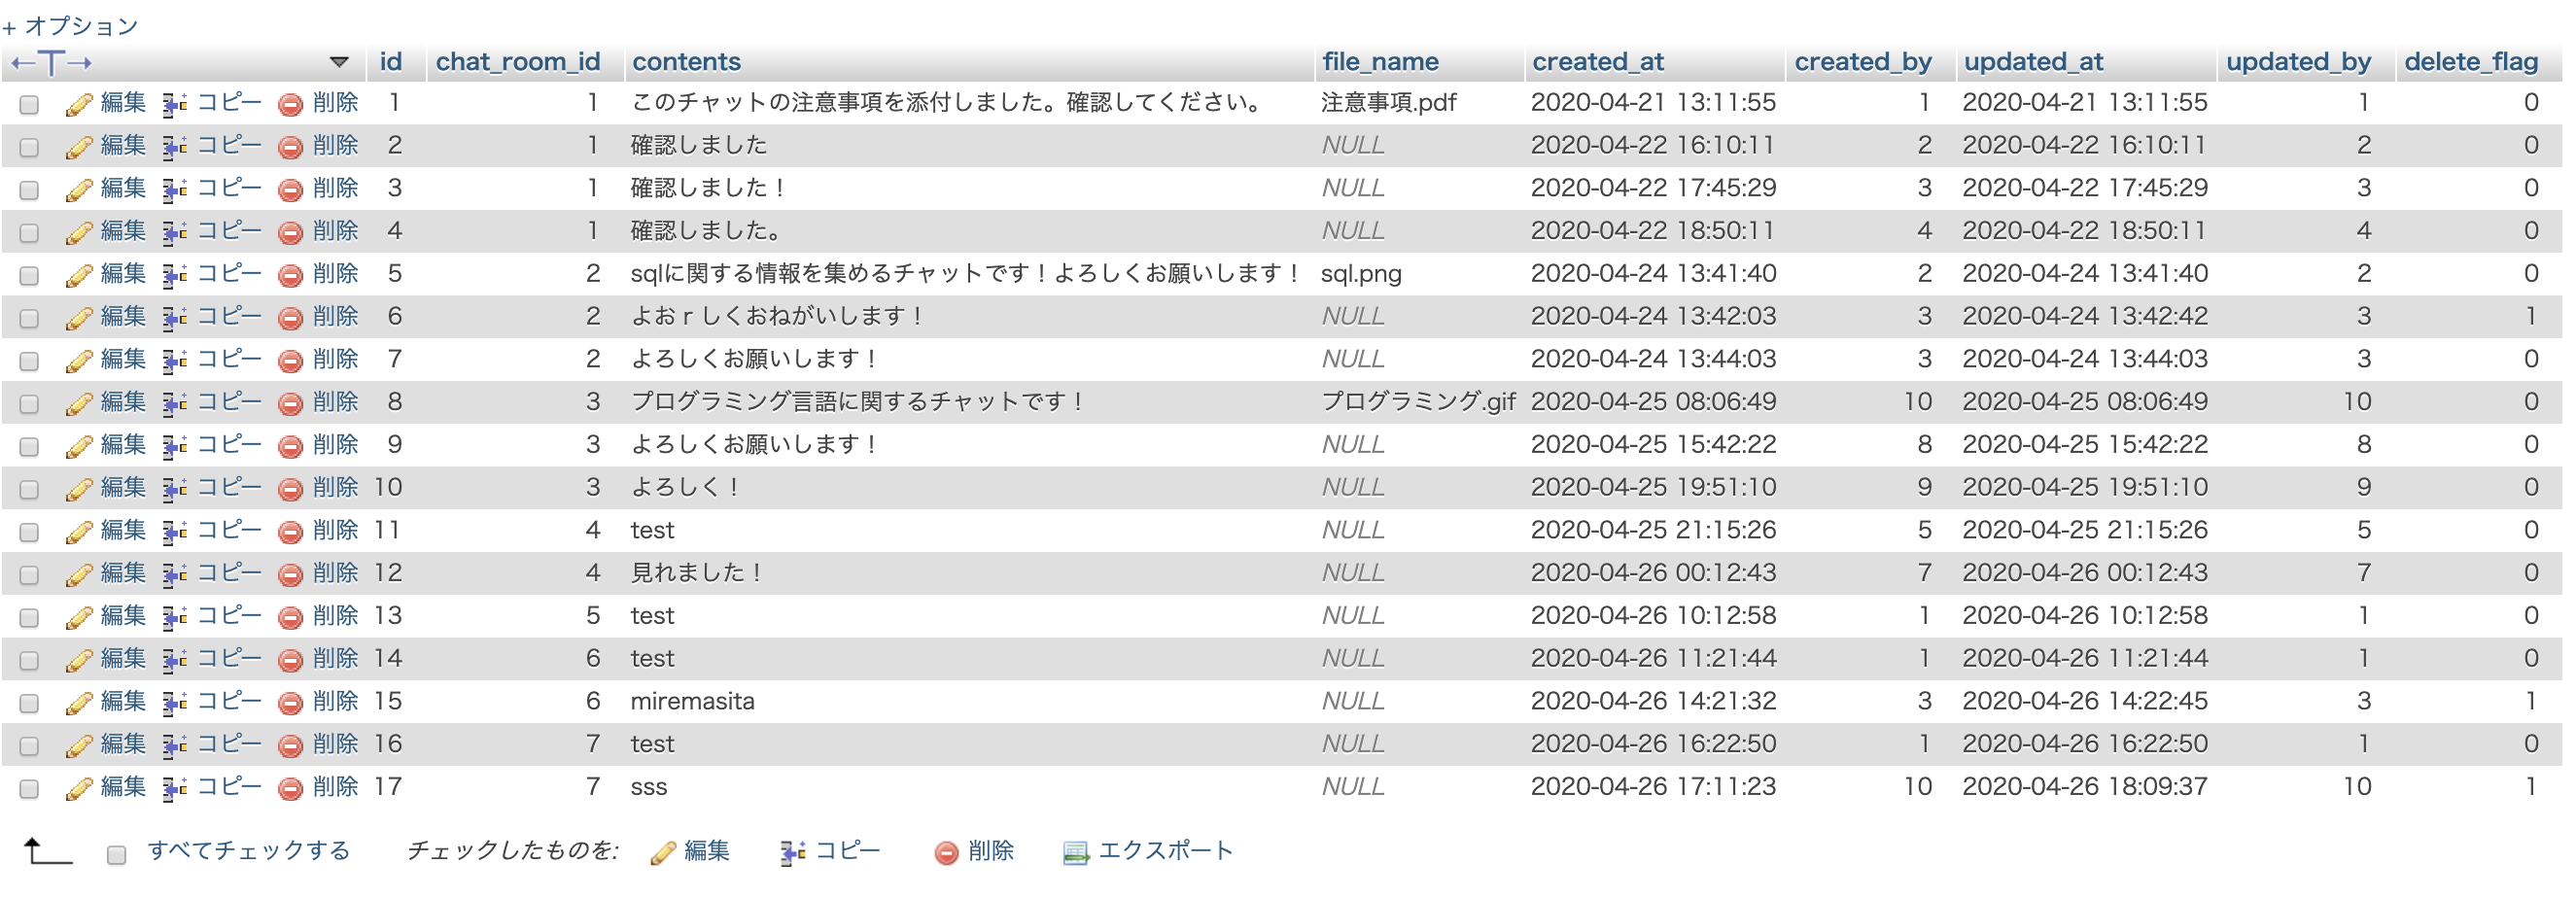 + オプション
←T→ id chat_room_id contents file_name created_at created_by updated_at updated_by delete_flag
編集 コピー 削除 1 1 このチャットの注意事項を添付しました。確認してください。 注意事項.pdf 2020-04-21 13:11:55 1 2020-04-21 13:11:55 1 0
編集 コピー 削除 2 1 確認しました NULL 2020-04-22 16:10:11 2 2020-04-22 16:10:11 2 0
編集 コピー 削除 3 1 確認しました！ NULL 2020-04-22 17:45:29 3 2020-04-22 17:45:29 3 0
編集 コピー 削除 4 1 確認しました。 NULL 2020-04-22 18:50:11 4 2020-04-22 18:50:11 4 0
編集 コピー 削除 5 2 sqlに関する情報を集めるチャットです！よろしくお願いします！ sql.png 2020-04-24 13:41:40 2 2020-04-24 13:41:40 2 0
編集 コピー 削除 6 2 よおｒしくおねがいします！ NULL 2020-04-24 13:42:03 3 2020-04-24 13:42:42 3 1
編集 コピー 削除 7 2 よろしくお願いします！ NULL 2020-04-24 13:44:03 3 2020-04-24 13:44:03 3 0
編集 コピー 削除 8 3 プログラミング言語に関するチャットです！ プログラミング.gif 2020-04-25 08:06:49 10 2020-04-25 08:06:49 10 0
編集 コピー 削除 9 3 よろしくお願いします！ NULL 2020-04-25 15:42:22 8 2020-04-25 15:42:22 8 0
編集 コピー 削除 10 3 よろしく！ NULL 2020-04-25 19:51:10 9 2020-04-25 19:51:10 9 0
編集 コピー 削除 11 4 test NULL 2020-04-25 21:15:26 5 2020-04-25 21:15:26 5 0
編集 コピー 削除 12 4 見れました！ NULL 2020-04-26 00:12:43 7 2020-04-26 00:12:43 7 0
編集 コピー 削除 13 5 test NULL 2020-04-26 10:12:58 1 2020-04-26 10:12:58 1 0
編集 コピー 削除 14 6 test NULL 2020-04-26 11:21:44 1 2020-04-26 11:21:44 1 0
編集 コピー 削除 15 6 miremasita NULL 2020-04-26 14:21:32 3 2020-04-26 14:22:45 3 1
編集 コピー 削除 16 7 test NULL 2020-04-26 16:22:50 1 2020-04-26 16:22:50 1 0
編集 コピー 削除 17 7 sss NULL 2020-04-26 17:11:23 10 2020-04-26 18:09:37 10 1
すべてチェックする チェックしたものを: 編集 コピー 削除 エクスポート